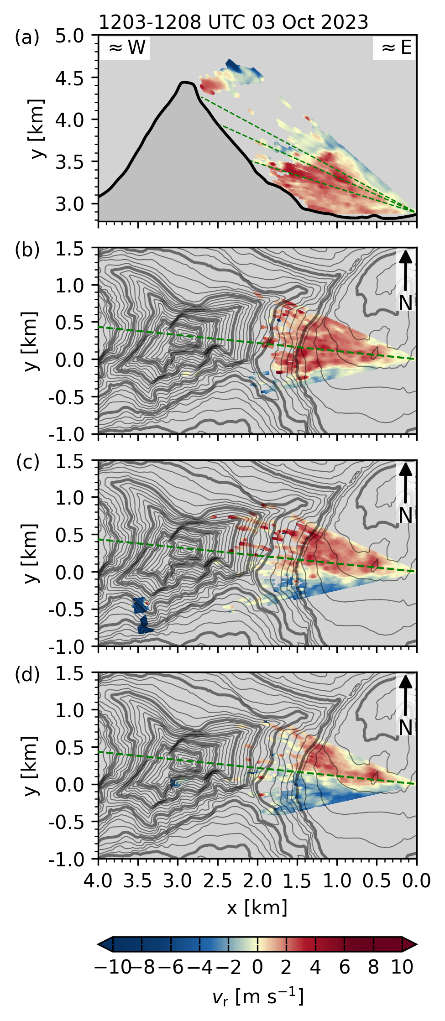 1203-1208 UTC 03 Oct 2023
(a)
≈ W
≈ E
5.0
4.5
4.0
3.5
3.0
y [km]
(b)
1.5
1.0
0.5
0.0
-0.5
-1.0
y [km]
N
(c)
1.5
1.0
0.5
0.0
-0.5
-1.0
y [km]
N
(d)
1.5
1.0
0.5
0.0
-0.5
-1.0
y [km]
N
4.0 3.5 3.0 2.5 2.0 1.5 1.0 0.5 0.0
x [km]
−10 −8 −6 −4 −2 0 2 4 6 8 10
v_r [m s⁻¹]